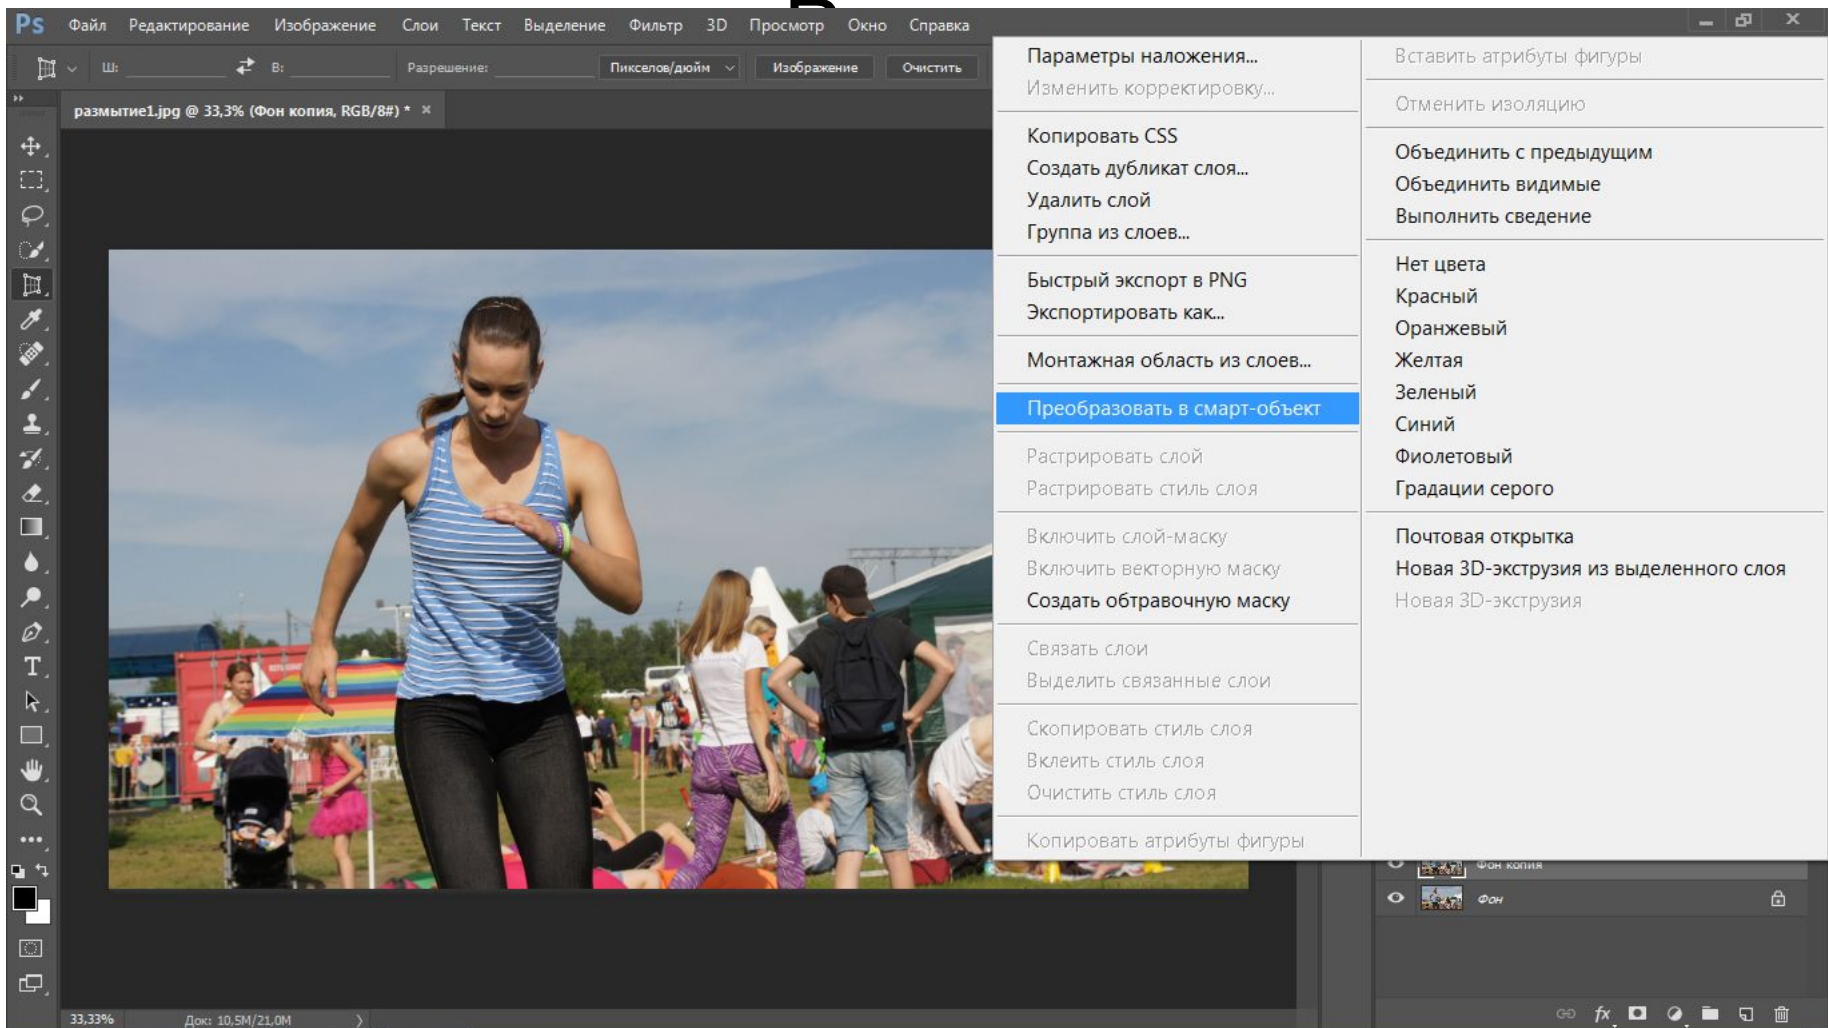 Ps Файл Редактирование Изображение Слои Текст Выделение Фильтр 3D Просмотр Окно Справка
Ш: В: Разрешение: Пикселов/дюйм Изображение Очистить
размытие1.jpg @ 33,3% (Фон копия, RGB/8#) *
Параметры наложения...
Изменить корректировку...
Копировать CSS
Создать дубликат слоя...
Удалить слой
Группа из слоев...
Быстрый экспорт в PNG
Экспортировать как...
Монтажная область из слоев...
Преобразовать в смарт-объект
Растрировать слой
Растрировать стиль слоя
Включить слой-маску
Включить векторную маску
Создать обтравочную маску
Связать слои
Выделить связанные слои
Скопировать стиль слоя
Вклеить стиль слоя
Очистить стиль слоя
Копировать атрибуты фигуры
Вставить атрибуты фигуры
Отменить изоляцию
Объединить с предыдущим
Объединить видимые
Выполнить сведение
Нет цвета
Красный
Оранжевый
Желтая
Зеленый
Синий
Фиолетовый
Градации серого
Почтовая открытка
Новая 3D-экструзия из выделенного слоя
Новая 3D-экструзия
Фон копия
Фон
fx
33,33% Док: 10,5M/21,0M